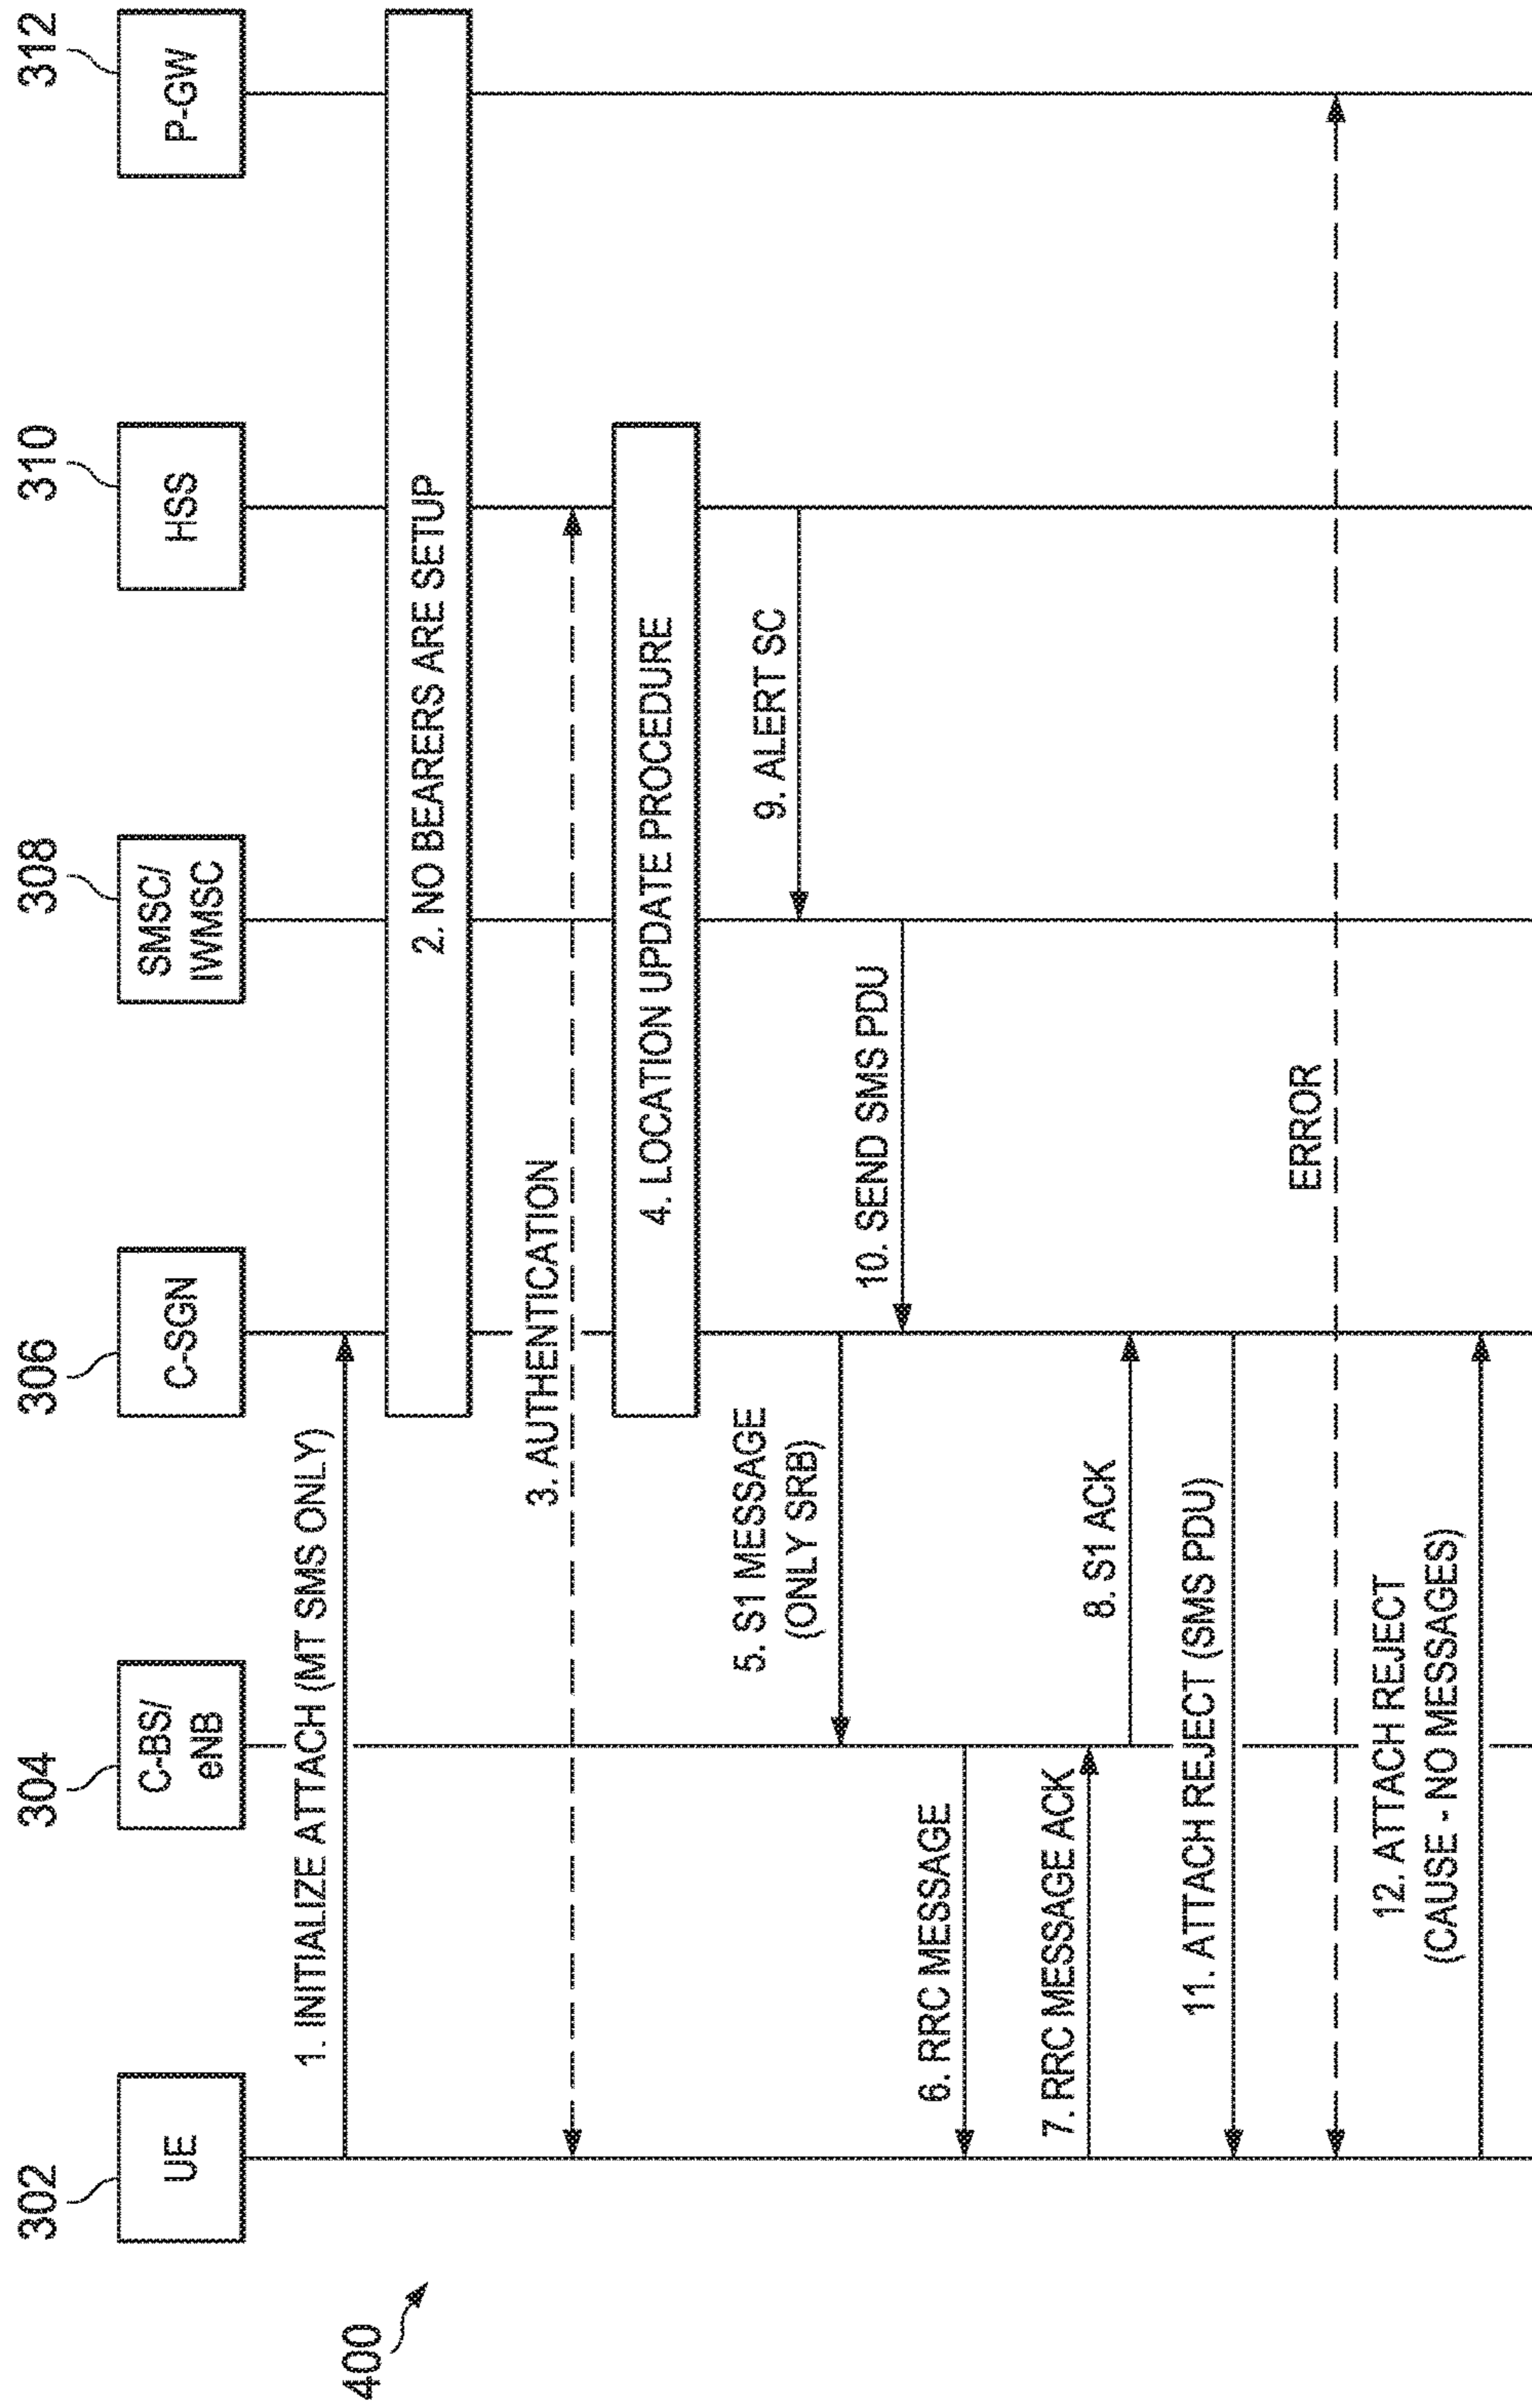 302
304
306
308
310
312
UE
C-BS/
eNB
C-SGN
SMSC/
IWMSC
HSS
P-GW
400
1. INITIALIZE ATTACH (MT SMS ONLY)
2. NO BEARERS ARE SETUP
3. AUTHENTICATION
4. LOCATION UPDATE PROCEDURE
5. S1 MESSAGE
(ONLY SRB)
9. ALERT SC
10. SEND SMS PDU
6. RRC MESSAGE
7. RRC MESSAGE ACK
8. S1 ACK
11. ATTACH REJECT (SMS PDU)
ERROR
12. ATTACH REJECT
(CAUSE - NO MESSAGES)